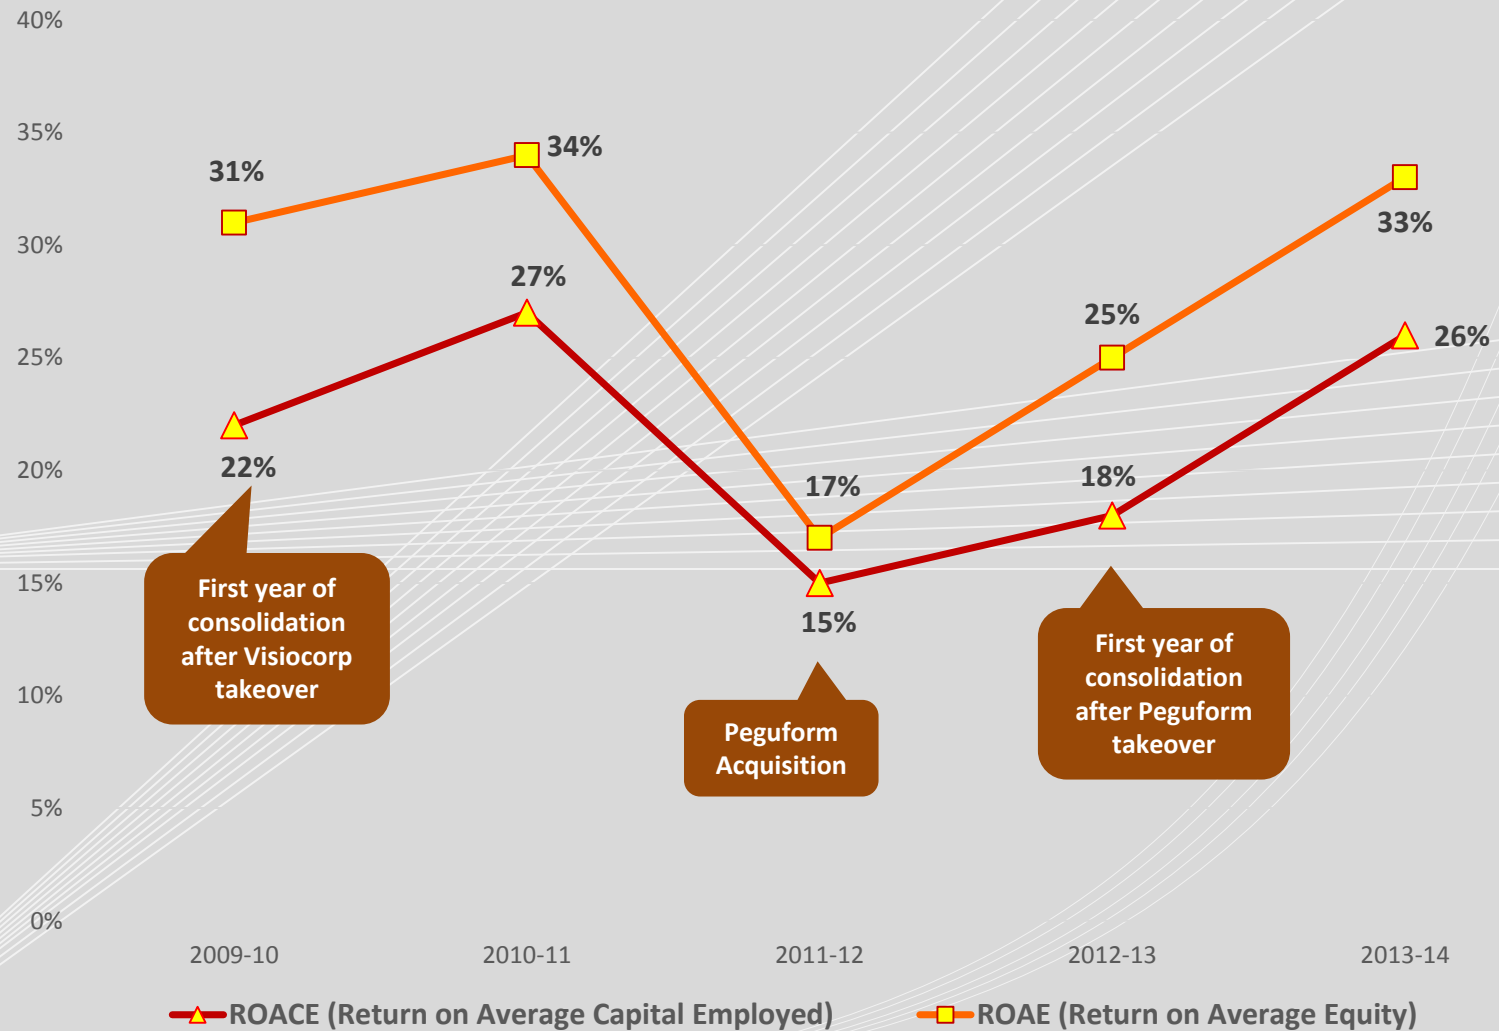 40%
35%
30%
25%
20%
15%
10%
5%
0%
31%
34%
17%
25%
33%
22%
27%
15%
18%
26%
First year of
consolidation
after Visiocorp
takeover
Peguform
Acquisition
First year of
consolidation
after Peguform
takeover
2009-10
2010-11
2011-12
2012-13
2013-14
ROACE (Return on Average Capital Employed)
ROAE (Return on Average Equity)